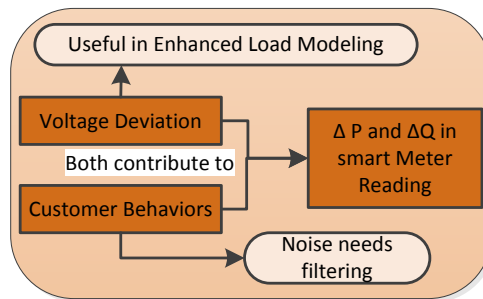 Useful in Enhanced Load Modeling
Voltage Deviation
Both contribute to
Customer Behaviors
Δ P and ΔQ in
smart Meter
Reading
Noise needs
filtering